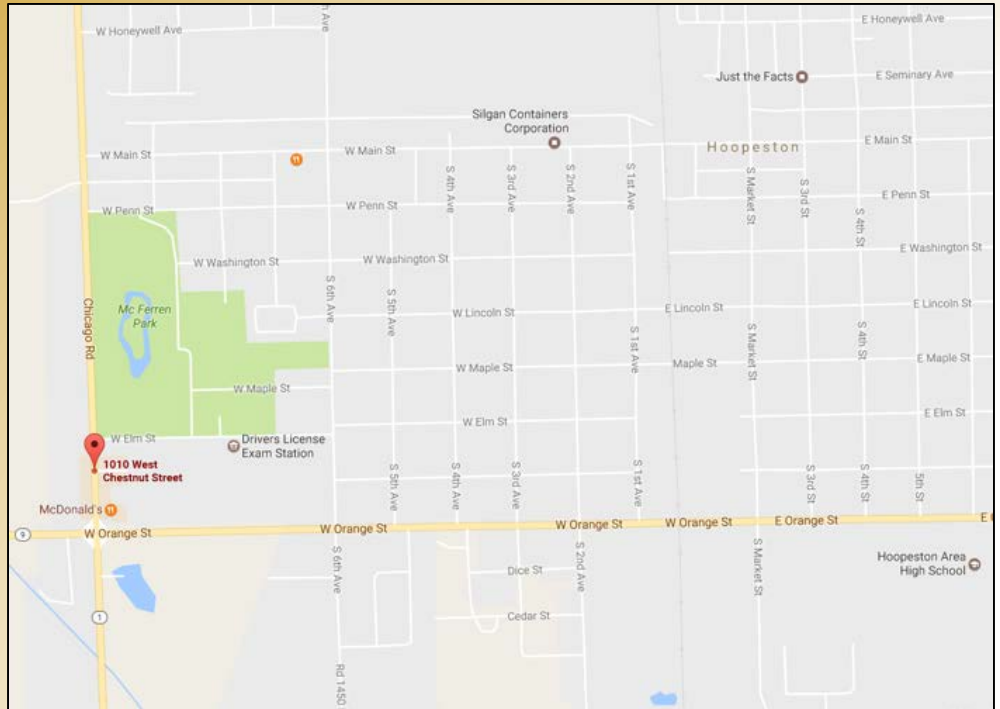 h Ave
W Honeywell Ave
E Honeywell Ave
Just the Facts
E Seminary Ave
Silgan Containers
Corporation
W Main St
W Main St
Hoopeston
E Main St
S 4th Ave
S 3rd Ave
S 2nd Ave
S 1st Ave
S Market St
S 3rd St
W Penn St
W Penn St
E Penn St
S 4th St
W Washington St
W Washington St
E Washington St
Chicago Rd
Mc Ferren
Park
S 6th Ave
S 5th Ave
W Lincoln St
E Lincoln St
E Lincoln St
S 1st Ave
S Market St
S 4th St
W Maple St
Maple St
E Maple St
W Maple St
W Elm St
E Elm St
W Elm St
Drivers License
Exam Station
1010 West
Chestnut Street
S 5th Ave
S 4th Ave
S 3rd Ave
S 1st Ave
S 3rd St
S 4th St
5th St
McDonald's
9
W Orange St
W Orange St
W Orange St
W Orange St
E Orange St
S 6th Ave
S 2nd Ave
S Market St
Dice St
Hoopeston Area
High School
1
Cedar St
Rd 1450